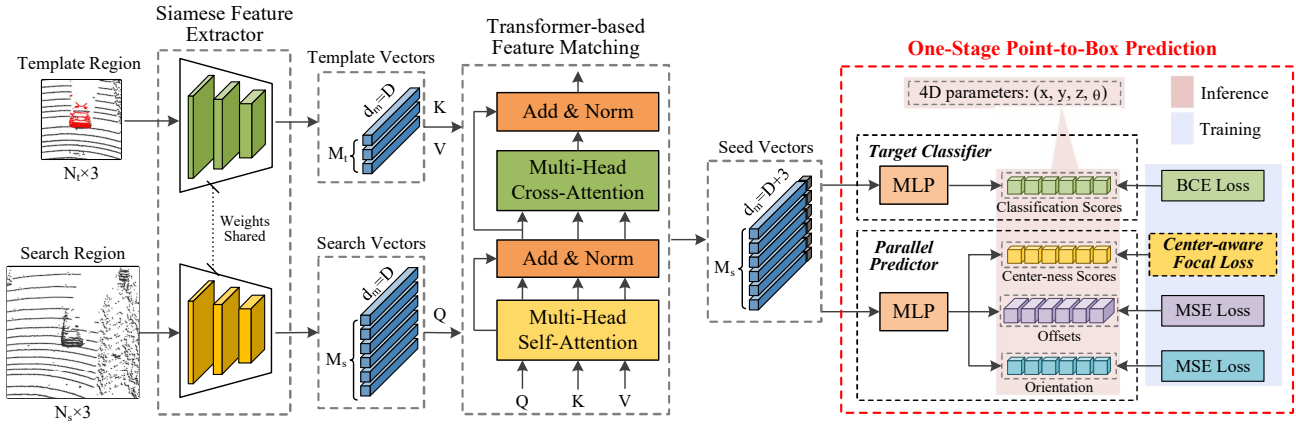 Siamese Feature
Extractor
Template Region
N_t×3
Weights
Shared
Search Region
N_s×3
Template Vectors
d_m=D
M_t
K
V
Search Vectors
d_m=D
M_s
Q
Transformer-based
Feature Matching
Add & Norm
Multi-Head
Cross-Attention
Add & Norm
Multi-Head
Self-Attention
Q K V
Seed Vectors
d_m=D+3
M_s
One-Stage Point-to-Box Prediction
4D parameters: (x, y, z, θ)
Inference
Training
Target Classifier
MLP
Classification Scores
BCE Loss
Parallel
Predictor
MLP
Center-ness Scores
Center-aware
Focal Loss
Offsets
MSE Loss
Orientation
MSE Loss